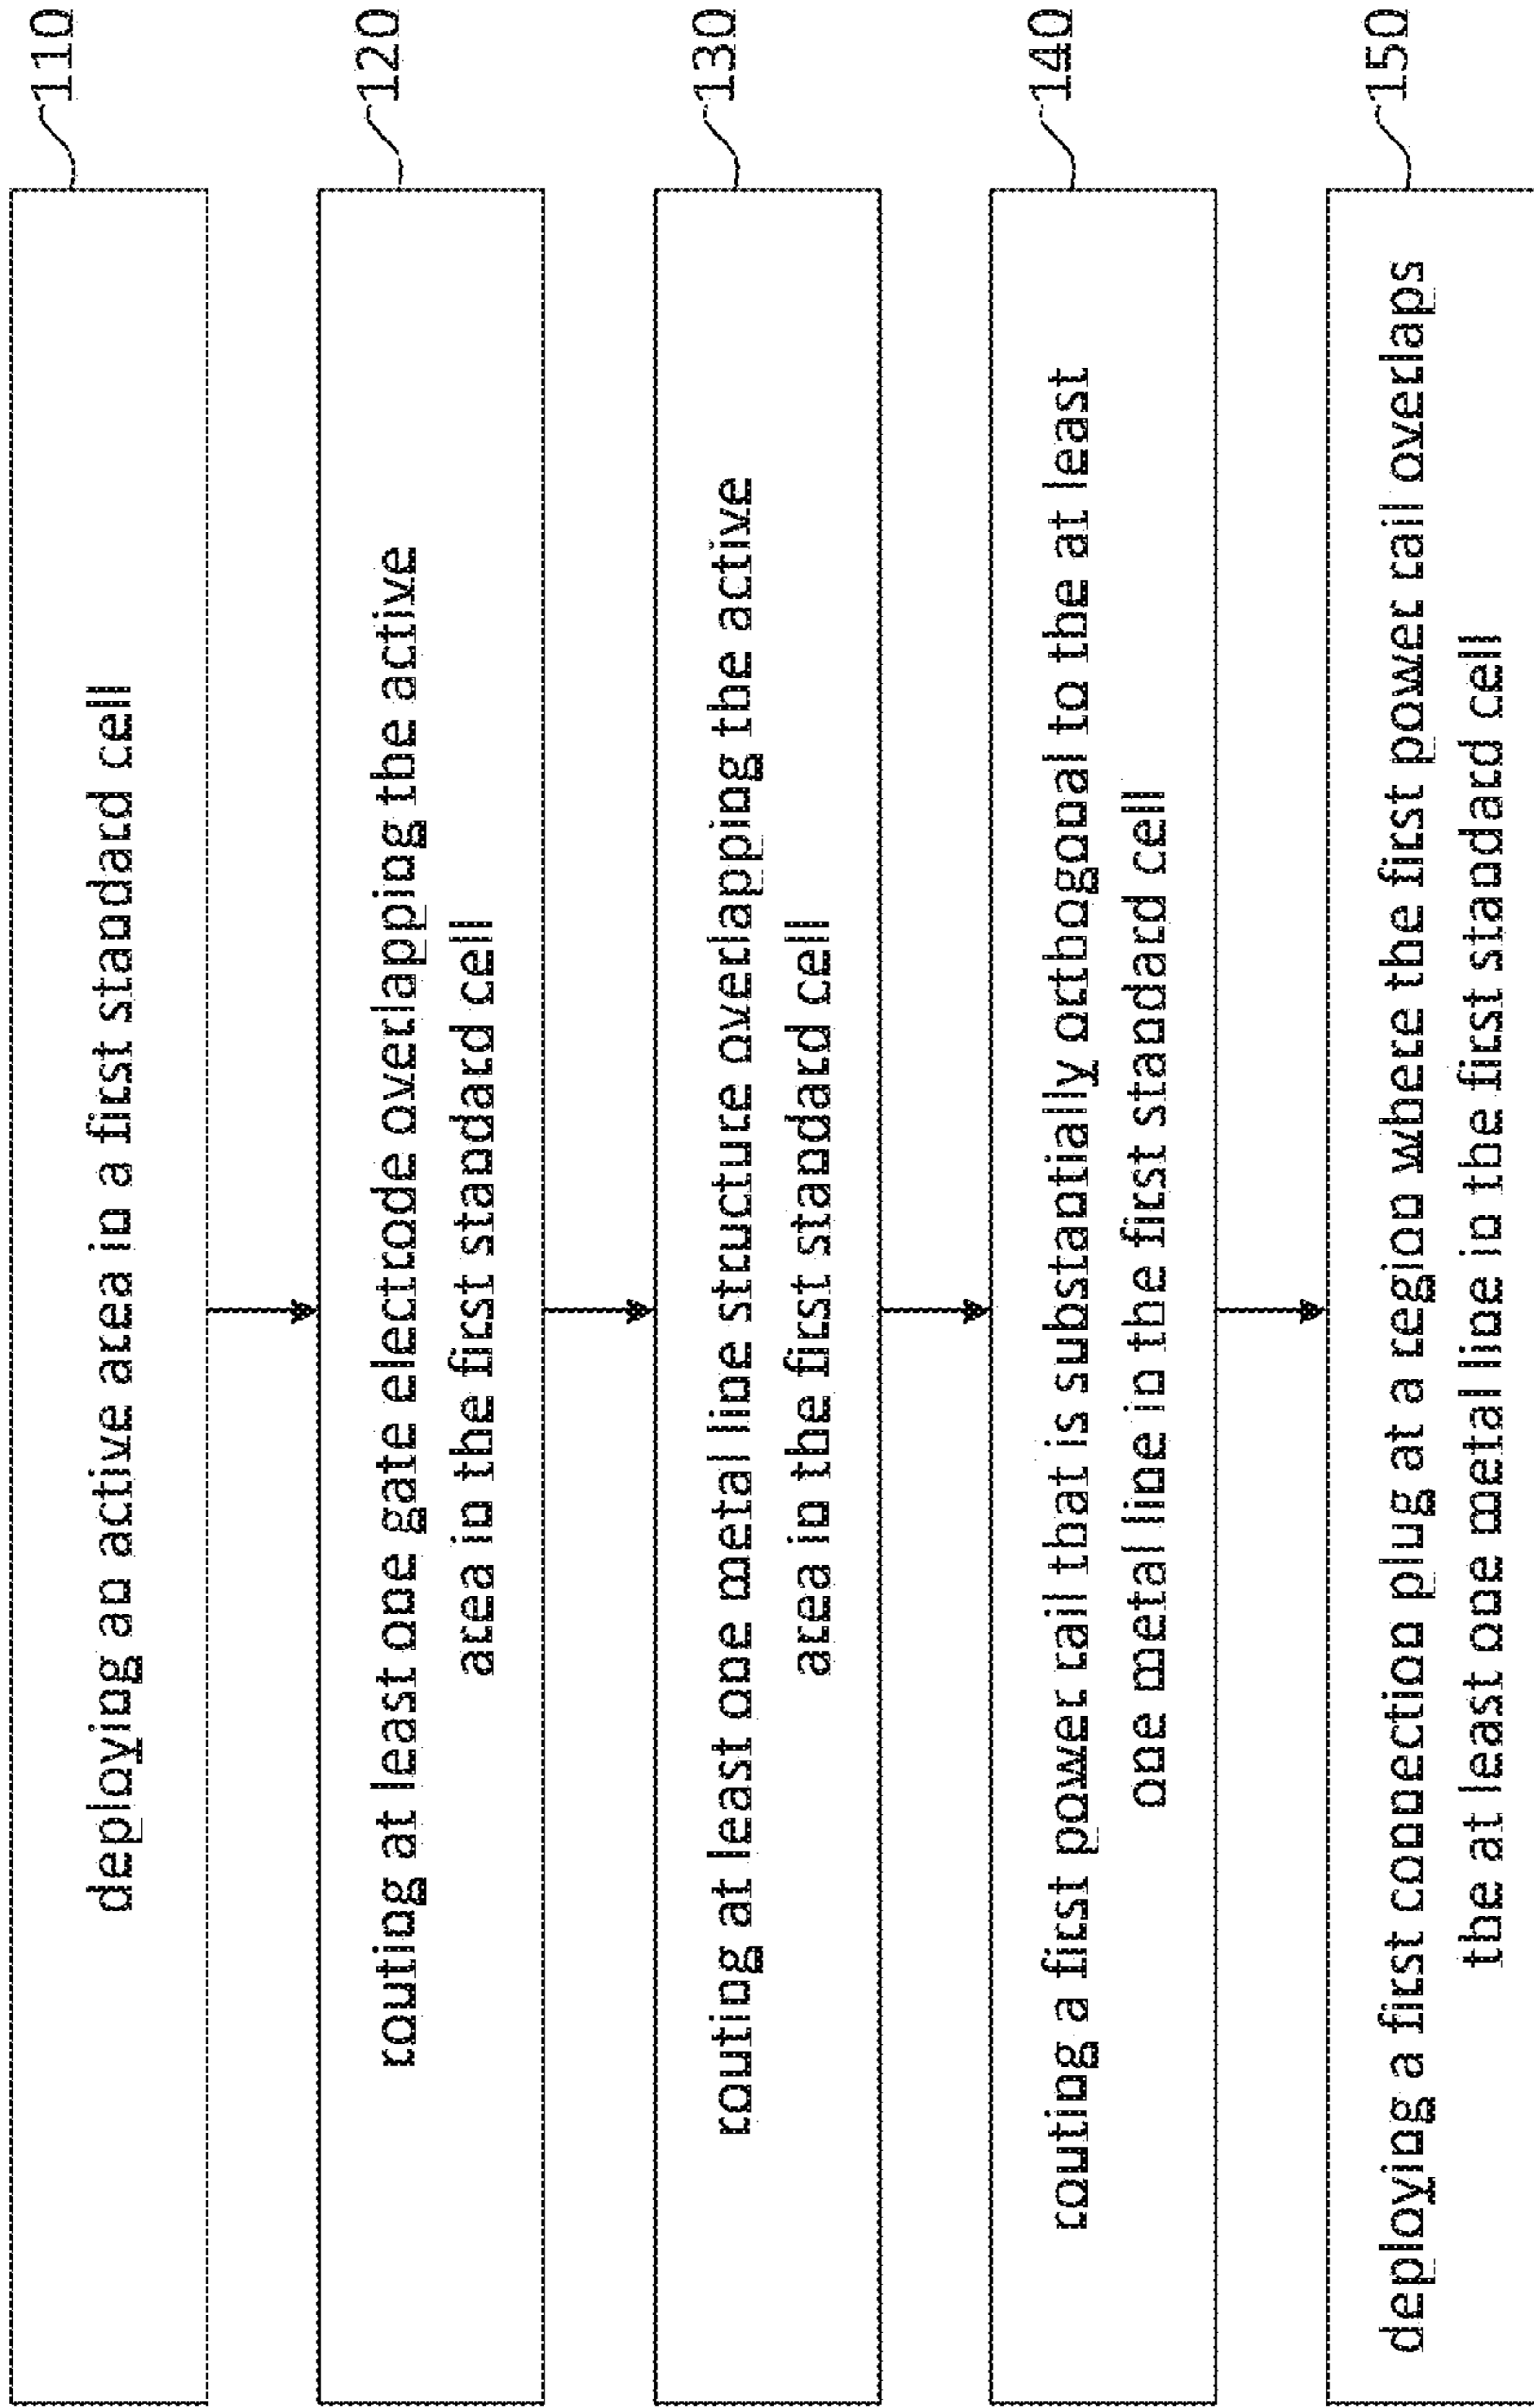 110
deploying an active area in a first standard cell
120
routing at least one gate electrode overlapping the active
area in the first standard cell
130
routing at least one metal line structure overlapping the active
area in the first standard cell
140
routing a first power rail that is substantially orthogonal to the at least
one metal line in the first standard cell
150
deploying a first connection plug at a region where the first power rail overlaps
the at least one metal line in the first standard cell